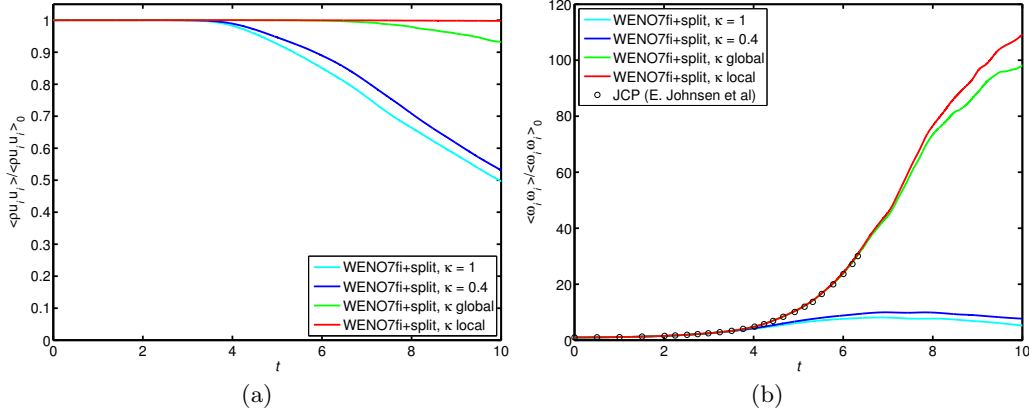 1
0.9
0.8
0.7
0.6
0.5
0.4
0.3
0.2
0.1
0
0 2 4 6 8 10
t
<ρu_i u_i>/<ρu_i u_i>_0
WENO7fi+split, κ = 1
WENO7fi+split, κ = 0.4
WENO7fi+split, κ global
WENO7fi+split, κ local
(a)
120
100
80
60
40
20
0
0 2 4 6 8 10
t
<ω_i ω_i>/<ω_i ω_i>_0
WENO7fi+split, κ = 1
WENO7fi+split, κ = 0.4
WENO7fi+split, κ global
WENO7fi+split, κ local
JCP (E. Johnsen et al)
(b)